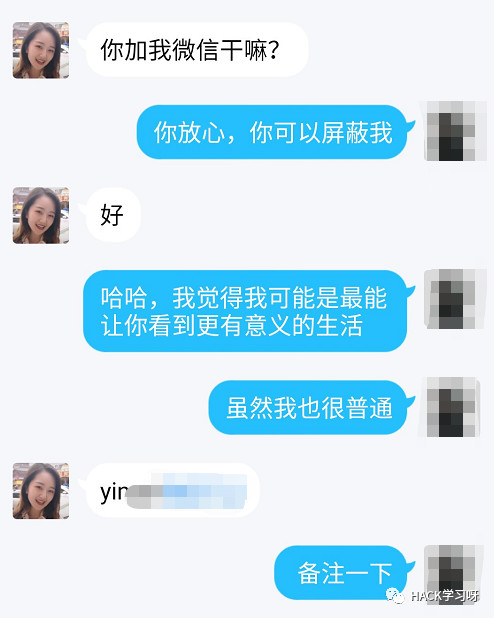 你加我微信干嘛？
你放心，你可以屏蔽我
好
哈哈，我觉得我可能是最能
让你看到更有意义的生活
虽然我也很普通
yin
备注一下
HACK学习呀